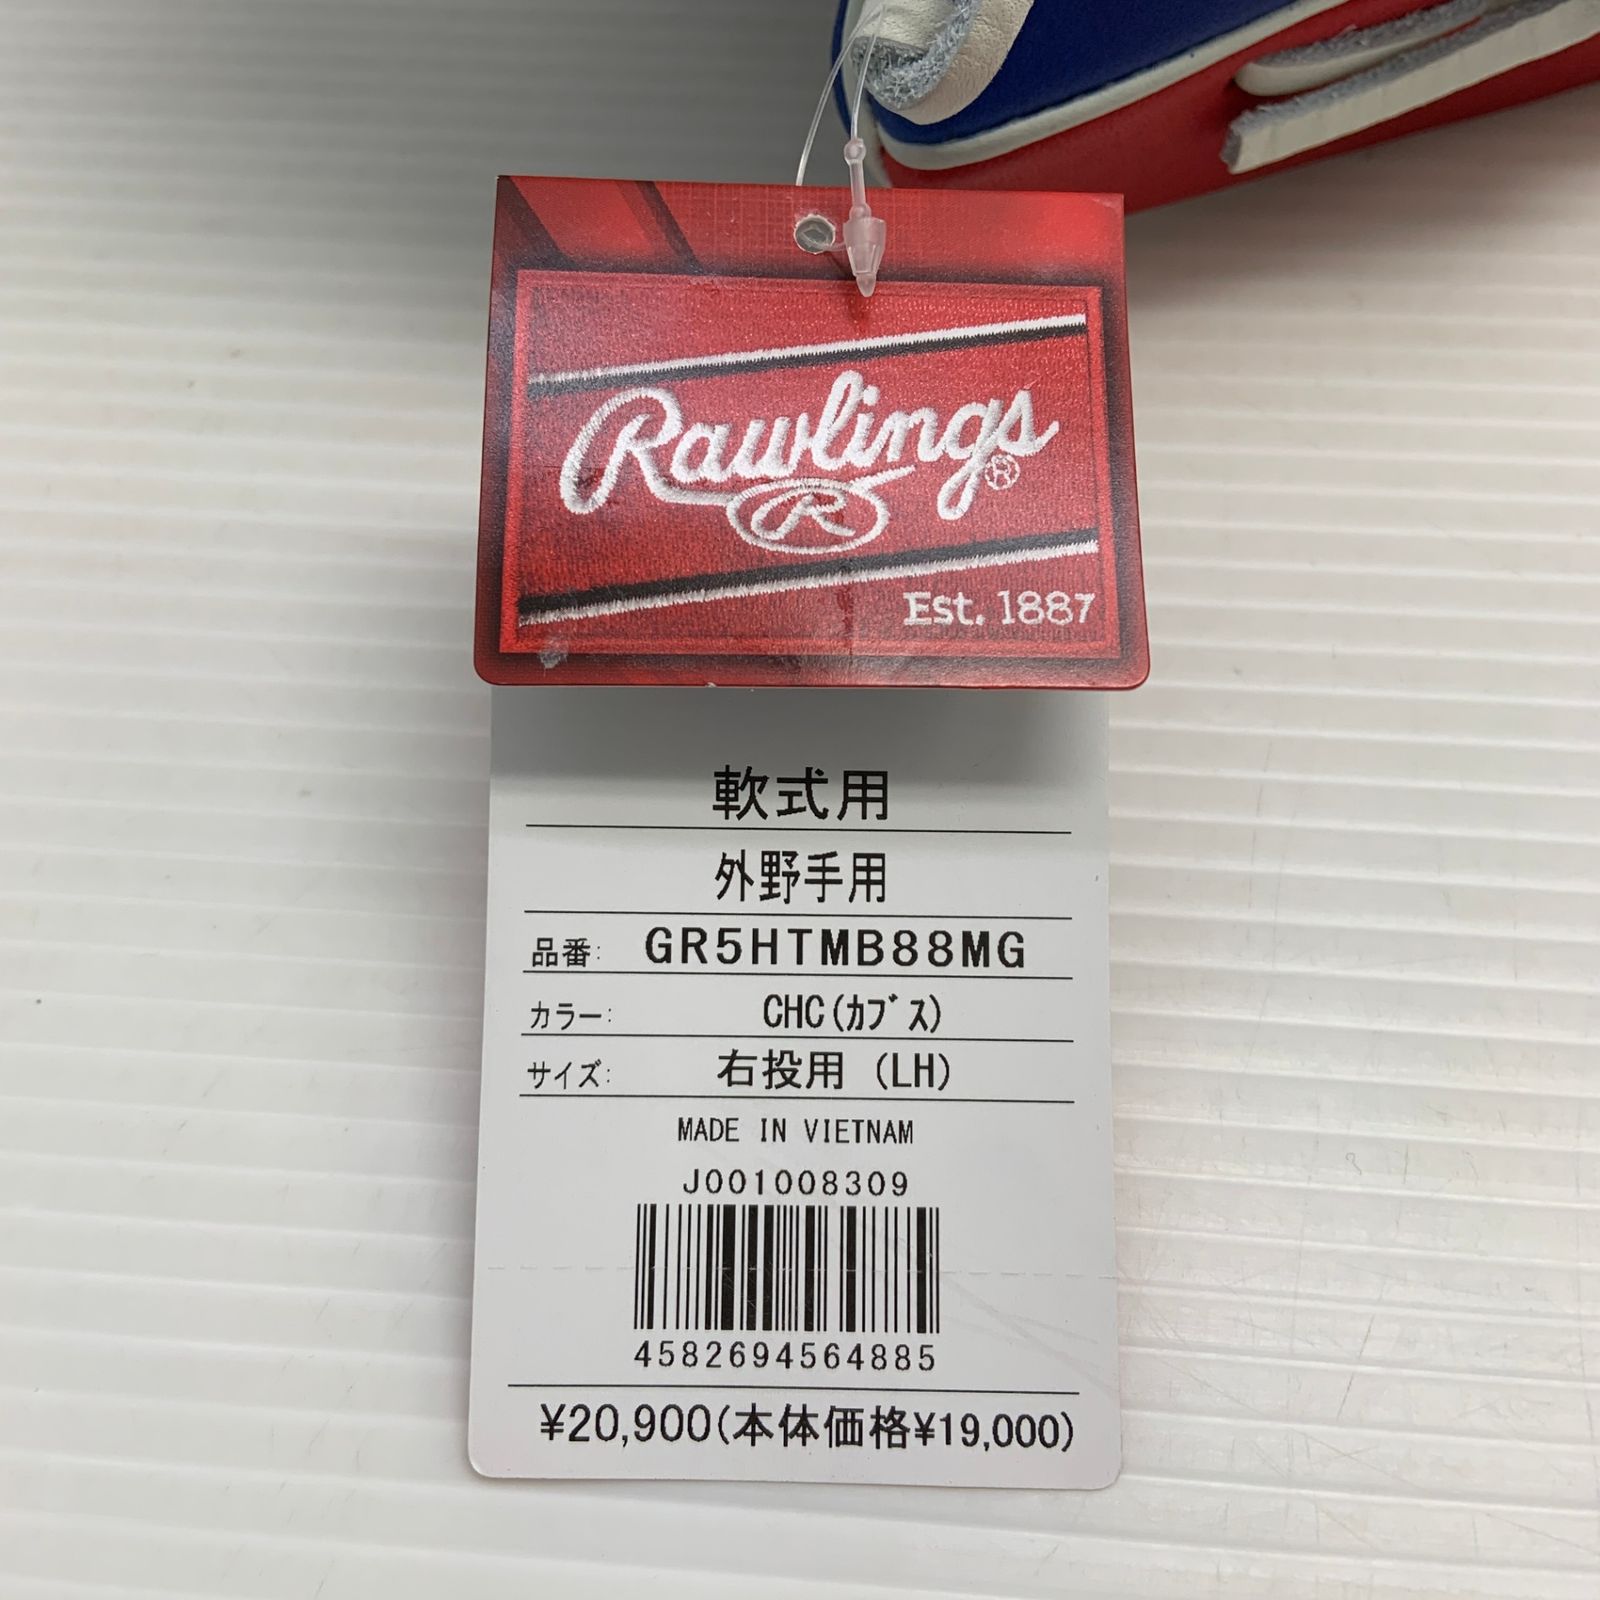 Rawlings®
R
Est. 1887
軟式用
外野手用
品番: GR5HTMB88MG
カラー: CHC(ｶﾌﾞｽ)
サイズ: 右投用 (LH)
MADE IN VIETNAM
J001008309
4582694564885
¥20,900(本体価格¥19,000)